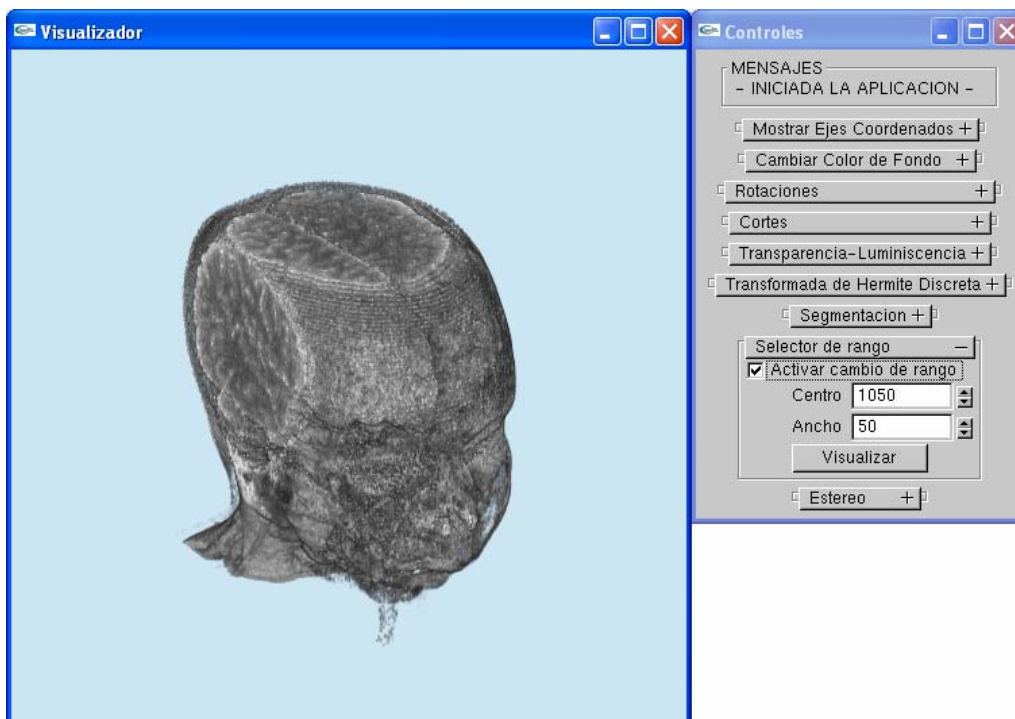 Visualizador
Controles
MENSAJES
- INICIADA LA APLICACION -
Mostrar Ejes Coordenados +
Cambiar Color de Fondo +
Rotaciones +
Cortes +
Transparencia-Luminiscencia +
Transformada de Hermite Discreta +
Segmentacion +
Selector de rango -
Activar cambio de rango
Centro 1050
Ancho 50
Visualizar
Estereo +